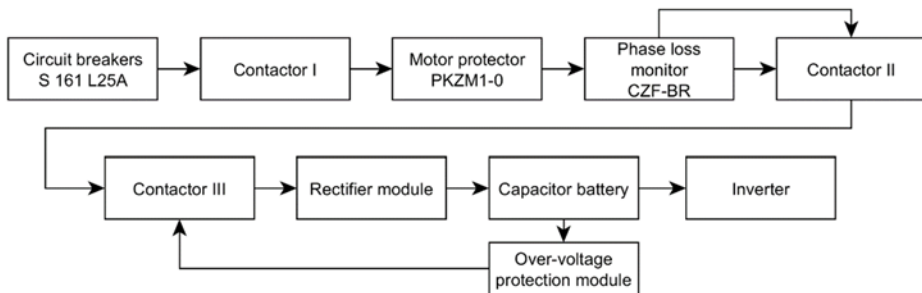 Circuit breakers
S 161 L25A
Contactor I
Motor protector
PKZM1-0
Phase loss
monitor
CZF-BR
Contactor II
Contactor III
Rectifier module
Capacitor battery
Inverter
Over-voltage
protection module